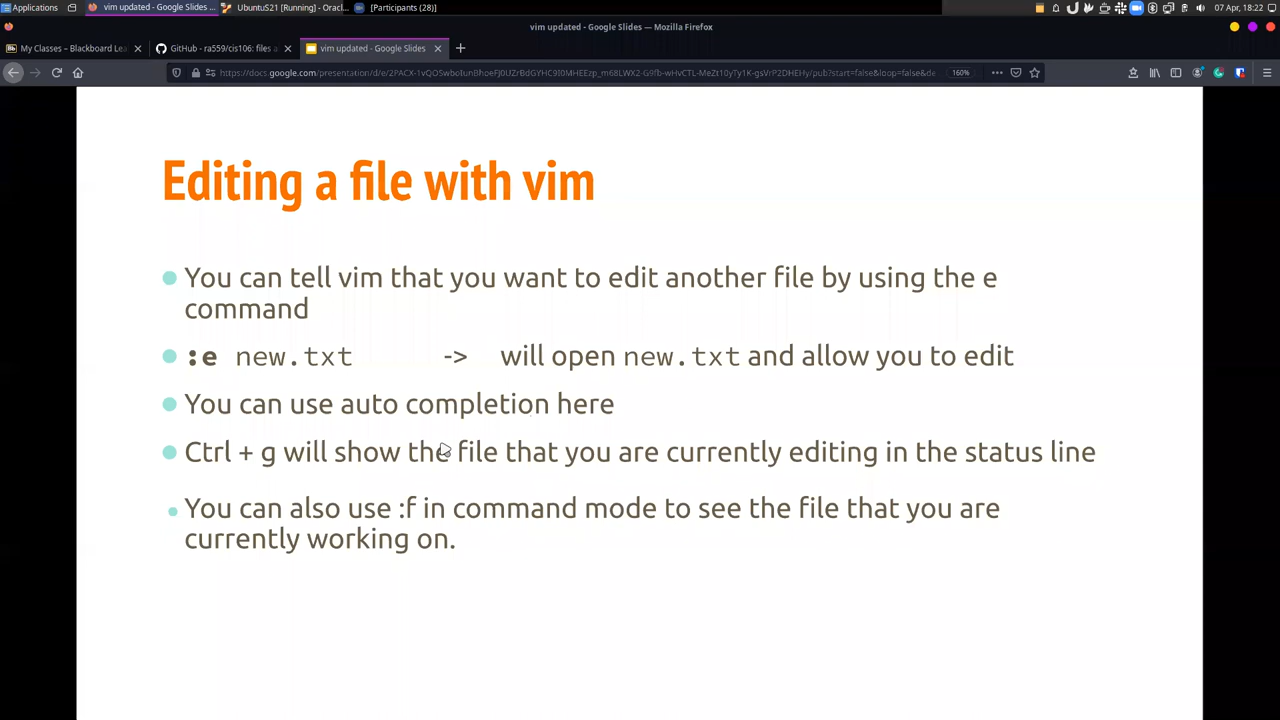 Applications
vim updated - Google Slides ...
UbuntuS21 [Running] - Oracl...
[Participants (28)]
07 Apr, 18:22
vim updated - Google Slides — Mozilla Firefox
My Classes – Blackboard Le
GitHub - ra559/cis106: files a
vim updated - Google Slides
160%
Editing a file with vim
You can tell vim that you want to edit another file by using the e
command
:e new.txt -> will open new.txt and allow you to edit
You can use auto completion here
Ctrl + g will show the file that you are currently editing in the status line
You can also use :f in command mode to see the file that you are
currently working on.